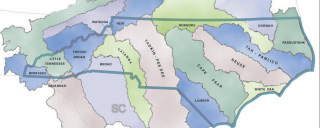 WATAUGA
NEW
ROANOKE
CHOWAN
PASQUOTANK
LITTLE
TENNESSEE
FRENCH
BROAD
HIWASSEE
SAVANNAH
BROAD
CATAWBA
YADKIN-PEE DEE
CAPE FEAR
NEUSE
TAR - PAMLICO
WHITE OAK
LUMBER
SC